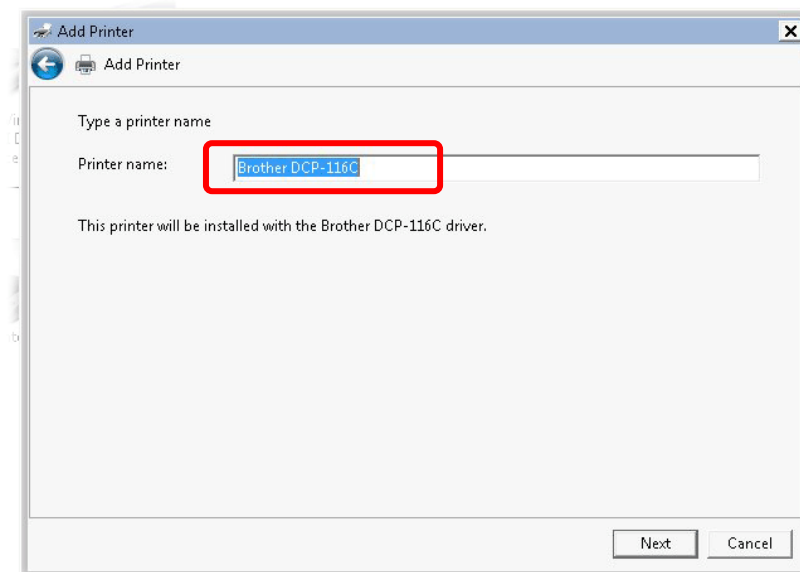 Add Printer
Add Printer
Type a printer name
Printer name: Brother DCP-116C
This printer will be installed with the Brother DCP-116C driver.
Next Cancel